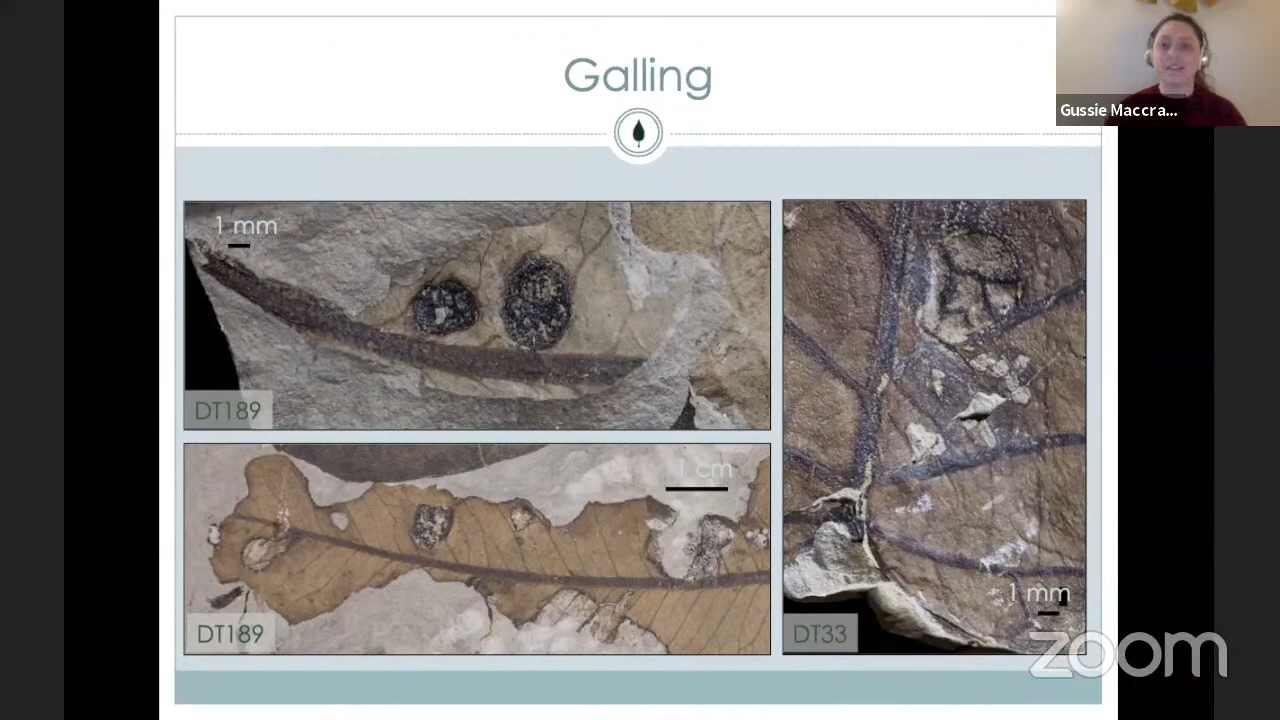 Galling
Gussie Maccra...
1 mm
DT189
1 cm
DT189
1 mm
DT33
zoom